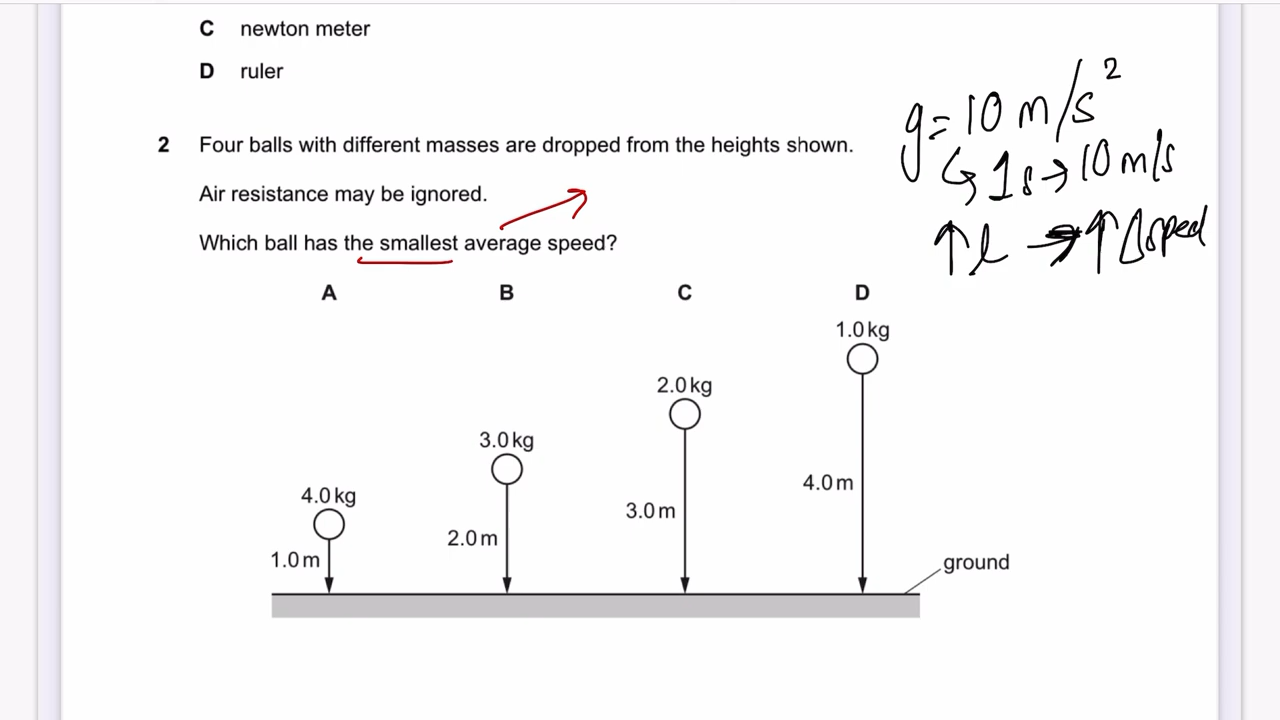 C newton meter
D ruler
2 Four balls with different masses are dropped from the heights shown.
Air resistance may be ignored.
Which ball has the smallest average speed?
g = 10 m/s²
↳ 1s → 10 m/s
↑ t → ↑ Δspeed
A B C D
1.0 kg
2.0 kg
3.0 kg
4.0 kg
4.0 m
3.0 m
2.0 m
1.0 m
ground